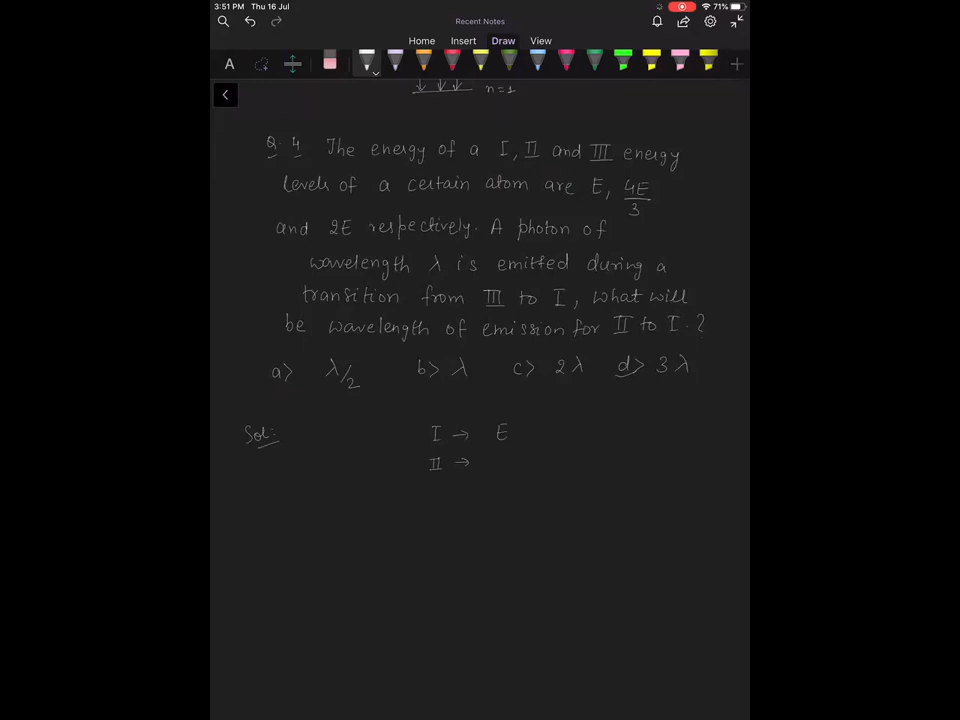 3:51 PM Thu 16 Jul
71%
Recent Notes
Home Insert Draw View
A
n=1
Q. 4. The energy of a I, II and III energy
levels of a certain atom are E, 4E/3
and 2E respectively. A photon of
wavelength λ is emitted during a
transition from III to I, what will
be wavelength of emission for II to I.?
a> λ/2 b> λ c> 2λ d> 3λ
Sol: I → E
II →